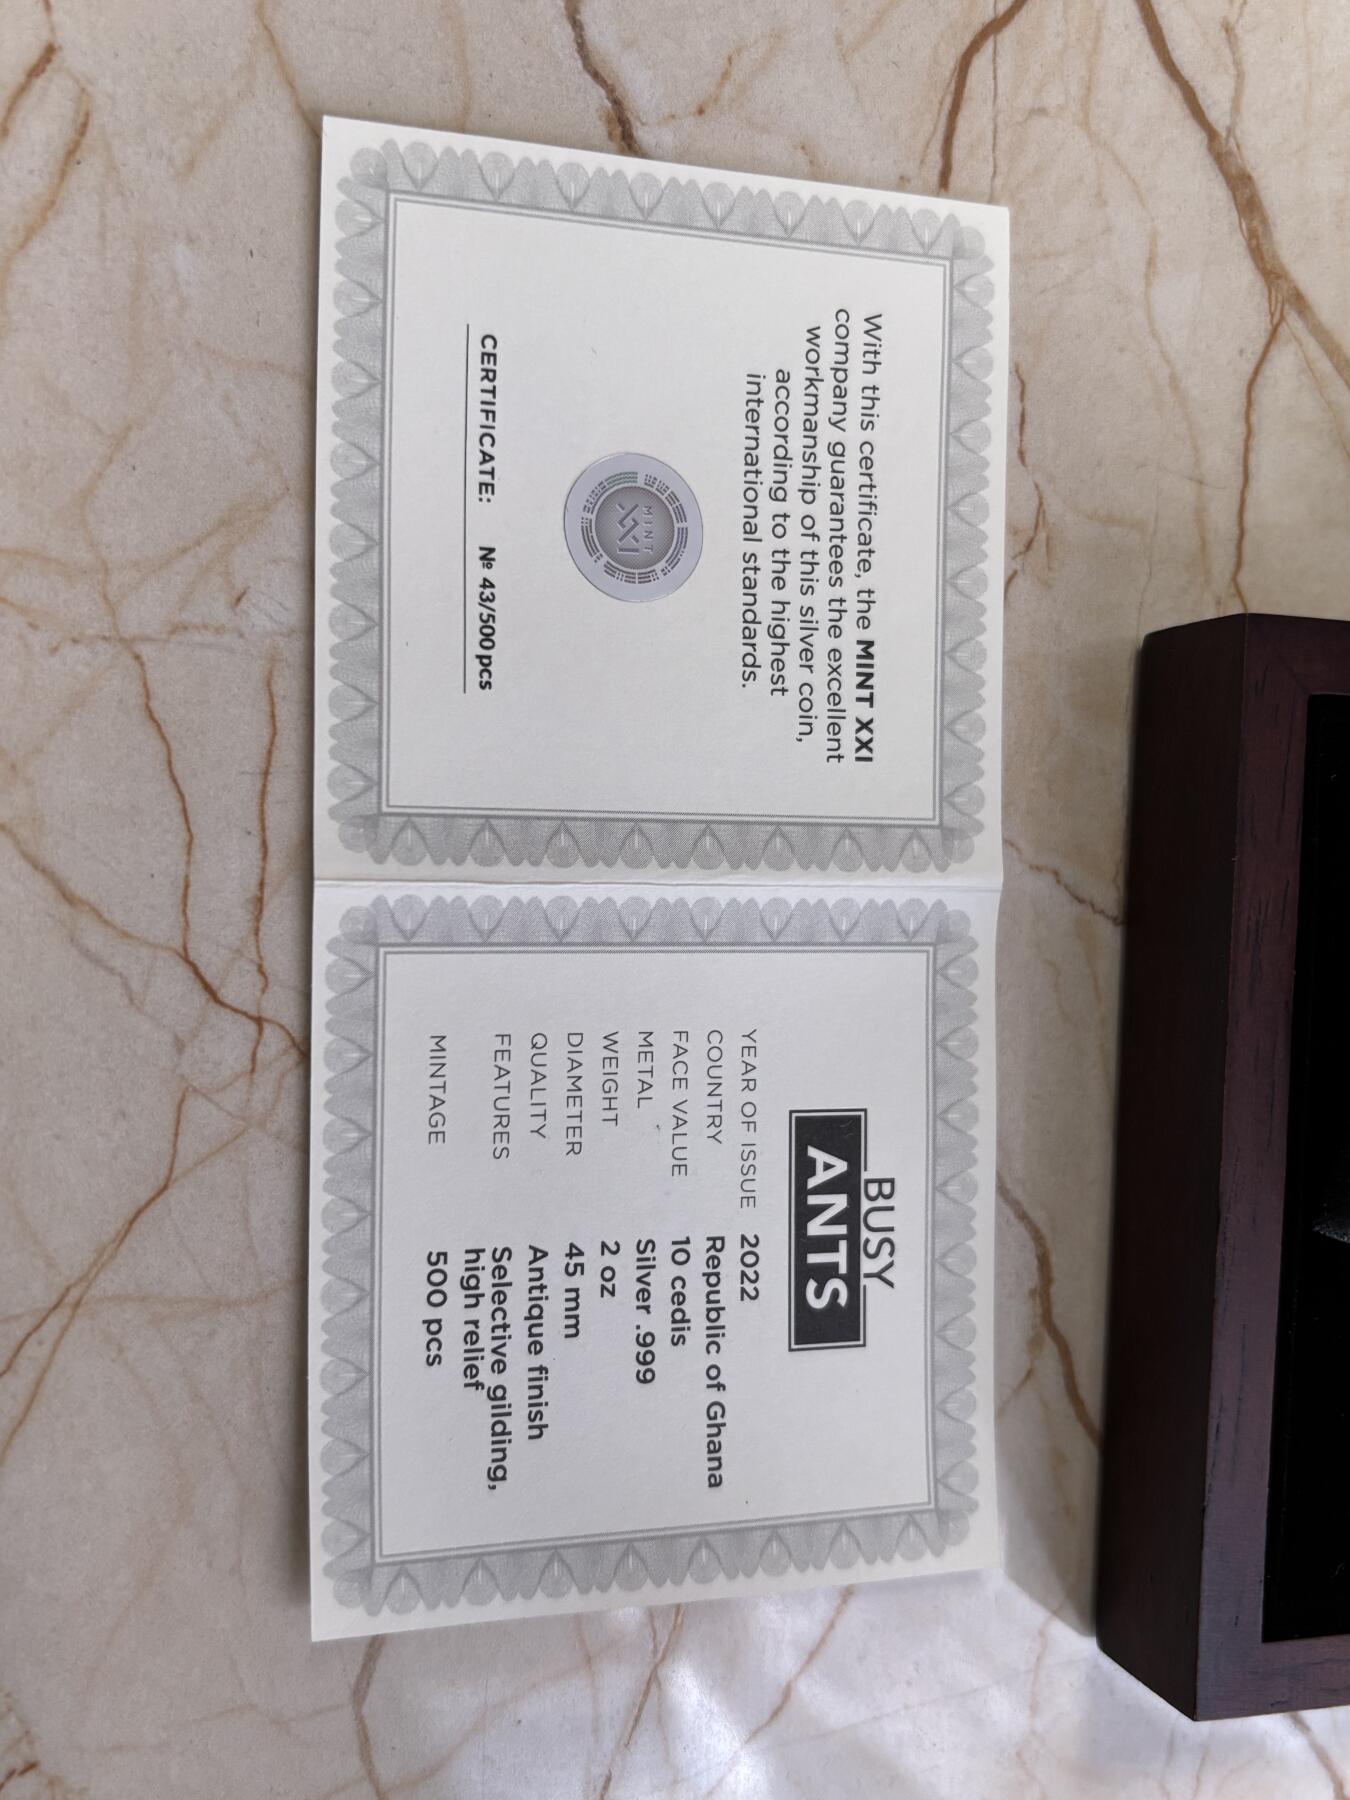 With this certificate, the MINT XXI
company guarantees the excellent
workmanship of this silver coin,
according to the highest
international standards.
MINT
XXI
CERTIFICATE: № 43/500 pcs
BUSY
ANTS
YEAR OF ISSUE 2022
COUNTRY Republic of Ghana
FACE VALUE 10 cedis
METAL Silver .999
WEIGHT 2 oz
DIAMETER 45 mm
QUALITY Antique finish
FEATURES Selective gilding,
high relief
MINTAGE 500 pcs